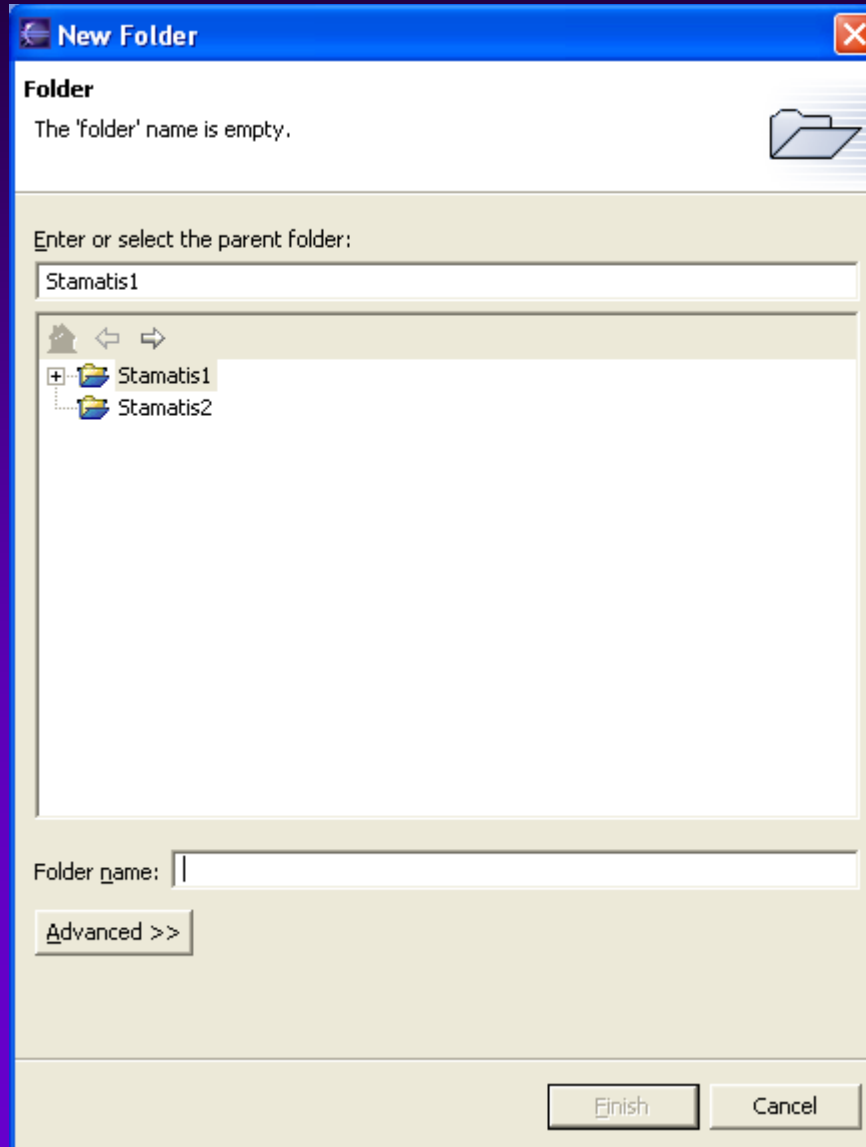 New Folder
Folder
The 'folder' name is empty.
Enter or select the parent folder:
Stamatis1
Stamatis1
Stamatis2
Folder name:
Advanced >>
Finish
Cancel